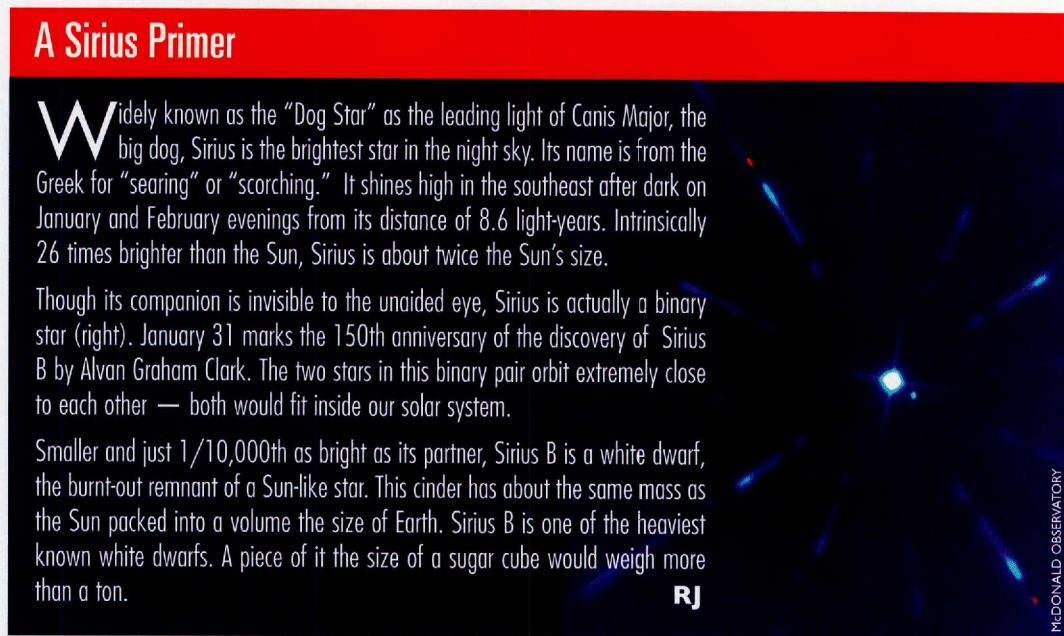 A Sirius Primer
Widely known as the “Dog Star” as the leading light of Canis Major, the
big dog, Sirius is the brightest star in the night sky. Its name is from the
Greek for “searing” or “scorching.” It shines high in the southeast after dark on
January and February evenings from its distance of 8.6 light-years. Intrinsically
26 times brighter than the Sun, Sirius is about twice the Sun’s size.
Though its companion is invisible to the unaided eye, Sirius is actually a binary
star (right). January 31 marks the 150th anniversary of the discovery of Sirius
B by Alvan Graham Clark. The two stars in this binary pair orbit extremely close
to each other — both would fit inside our solar system.
Smaller and just 1/10,000th as bright as its partner, Sirius B is a white dwarf,
the burnt-out remnant of a Sun-like star. This cinder has about the same mass as
the Sun packed into a volume the size of Earth. Sirius B is one of the heaviest
known white dwarfs. A piece of it the size of a sugar cube would weigh more
than a ton.
RJ
McDONALD OBSERVATORY